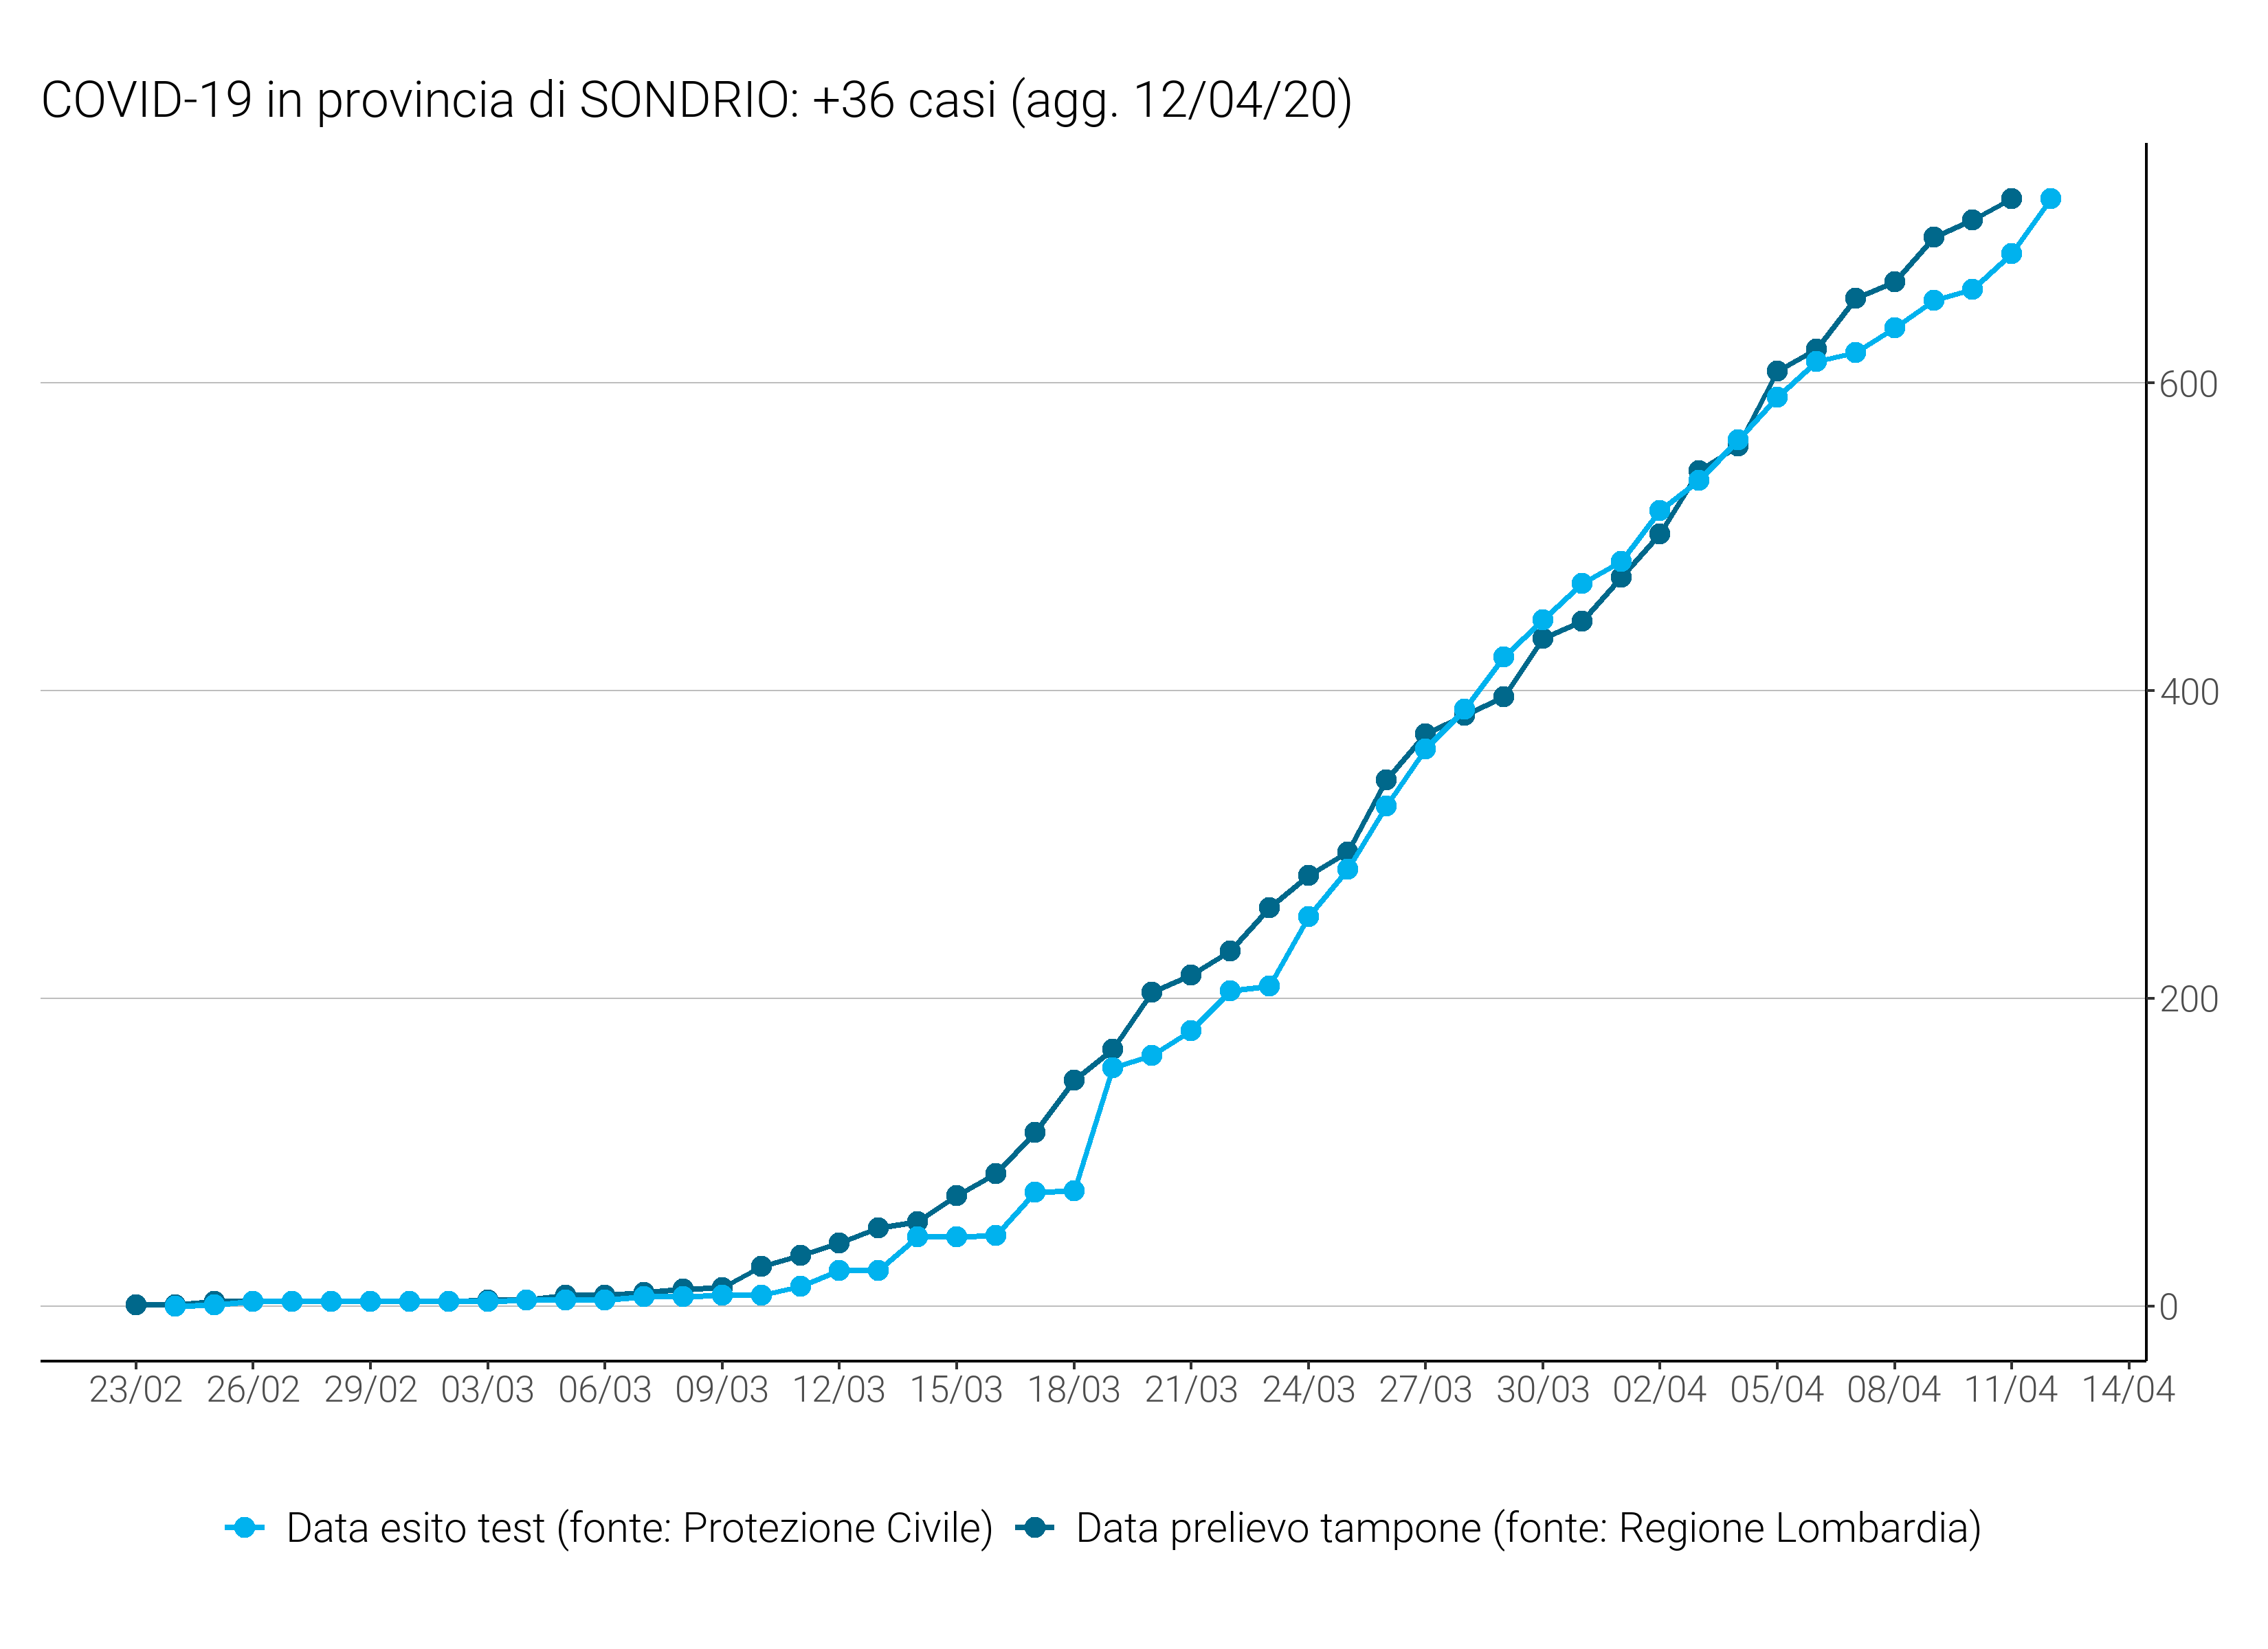 COVID-19 in provincia di SONDRIO: +36 casi (agg. 12/04/20)
600
400
200
0
23/02 26/02 29/02 03/03 06/03 09/03 12/03 15/03 18/03 21/03 24/03 27/03 30/03 02/04 05/04 08/04 11/04 14/04
Data esito test (fonte: Protezione Civile) Data prelievo tampone (fonte: Regione Lombardia)